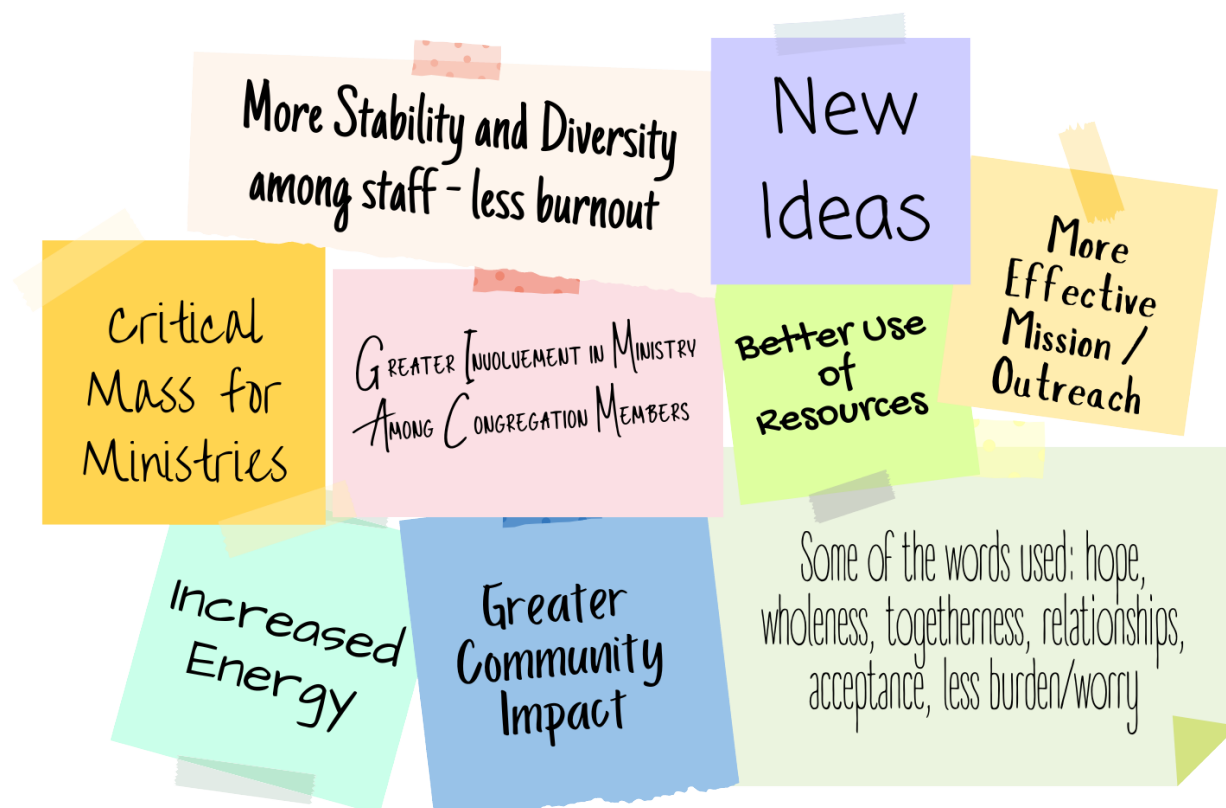 More Stability and Diversity
among staff - less burnout
New
Ideas
More
Effective
Mission /
Outreach
Critical
Mass for
Ministries
Greater Involvement in Ministry
Among Congregation Members
Better Use
of
Resources
Increased
Energy
Greater
Community
Impact
Some of the words used: hope,
wholeness, togetherness, relationships,
acceptance, less burden/worry